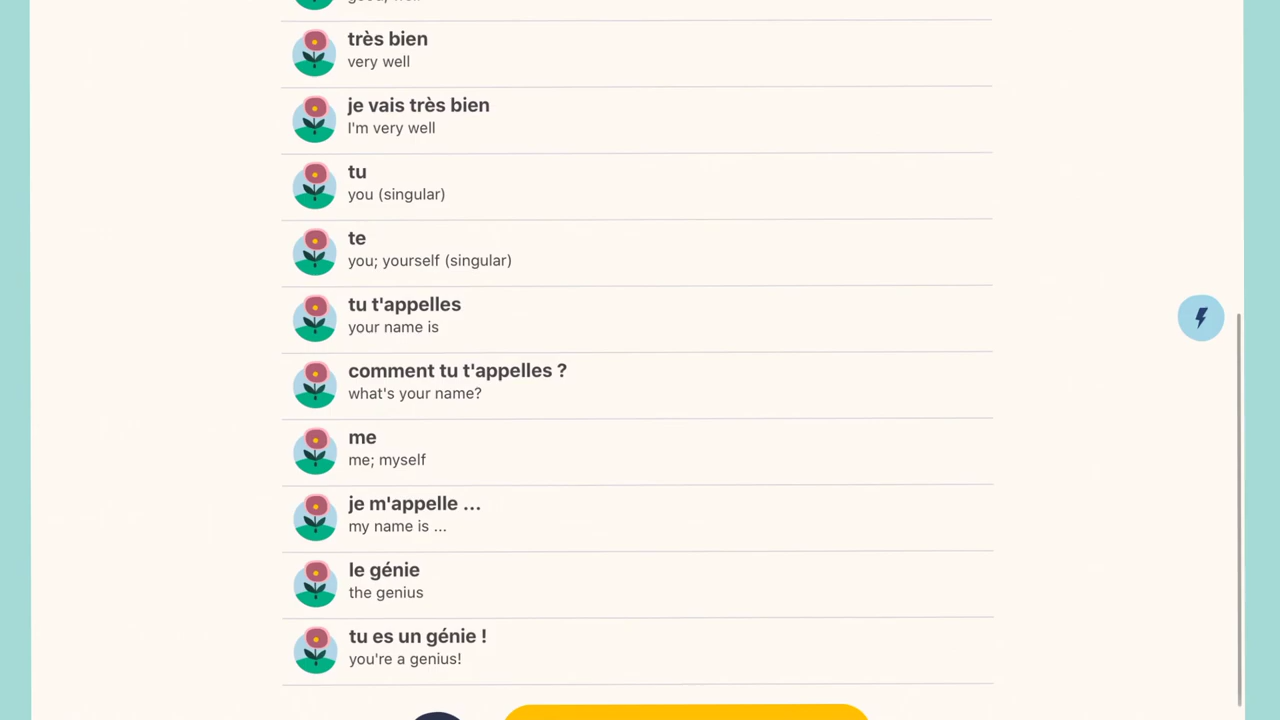 très bien
very well
je vais très bien
I'm very well
tu
you (singular)
te
you; yourself (singular)
tu t'appelles
your name is
comment tu t'appelles ?
what's your name?
me
me; myself
je m'appelle ...
my name is ...
le génie
the genius
tu es un génie !
you're a genius!